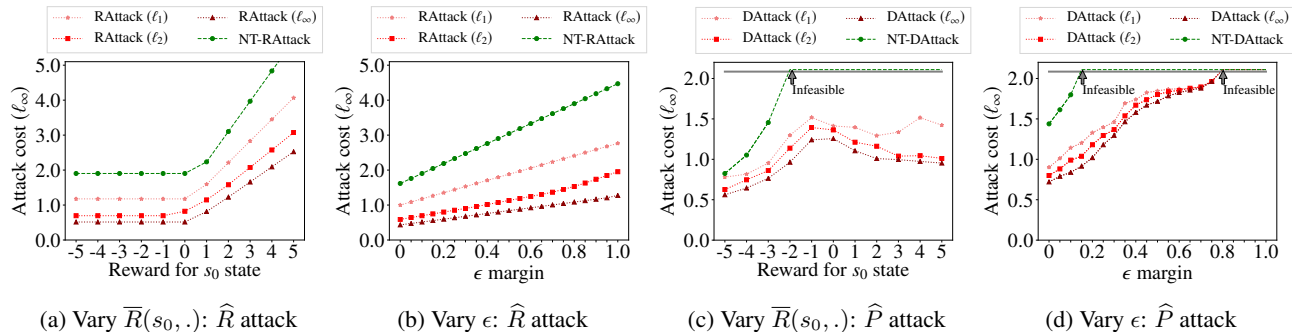 RAttack (ℓ₁) RAttack (ℓ∞)
RAttack (ℓ₂) NT-RAttack
5.0
4.0
3.0
2.0
1.0
0.0
Attack cost (ℓ∞)
-5 -4 -3 -2 -1 0 1 2 3 4 5
Reward for s₀ state
(a) Vary R̅(s₀, .): R̂ attack
RAttack (ℓ₁) RAttack (ℓ∞)
RAttack (ℓ₂) NT-RAttack
5.0
4.0
3.0
2.0
1.0
0.0
Attack cost (ℓ∞)
0 0.2 0.4 0.6 0.8 1.0
ϵ margin
(b) Vary ϵ: R̂ attack
DAttack (ℓ₁) DAttack (ℓ∞)
DAttack (ℓ₂) NT-DAttack
2.0
1.5
1.0
0.5
0.0
Attack cost (ℓ∞)
Infeasible
-5 -4 -3 -2 -1 0 1 2 3 4 5
Reward for s₀ state
(c) Vary R̅(s₀, .): P̂ attack
DAttack (ℓ₁) DAttack (ℓ∞)
DAttack (ℓ₂) NT-DAttack
2.0
1.5
1.0
0.5
0.0
Attack cost (ℓ∞)
Infeasible Infeasible
0 0.2 0.4 0.6 0.8 1.0
ϵ margin
(d) Vary ϵ: P̂ attack